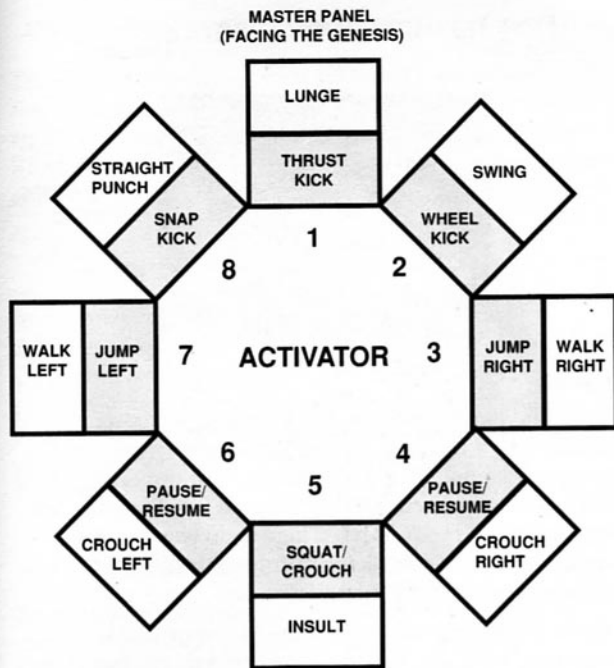 MASTER PANEL
(FACING THE GENESIS)
LUNGE
THRUST
KICK
1
STRAIGHT
PUNCH
SNAP
KICK
8
SWING
WHEEL
KICK
2
WALK
LEFT
JUMP
LEFT
7
ACTIVATOR
3
JUMP
RIGHT
WALK
RIGHT
6
PAUSE/
RESUME
CROUCH
LEFT
5
SQUAT/
CROUCH
INSULT
4
PAUSE/
RESUME
CROUCH
RIGHT